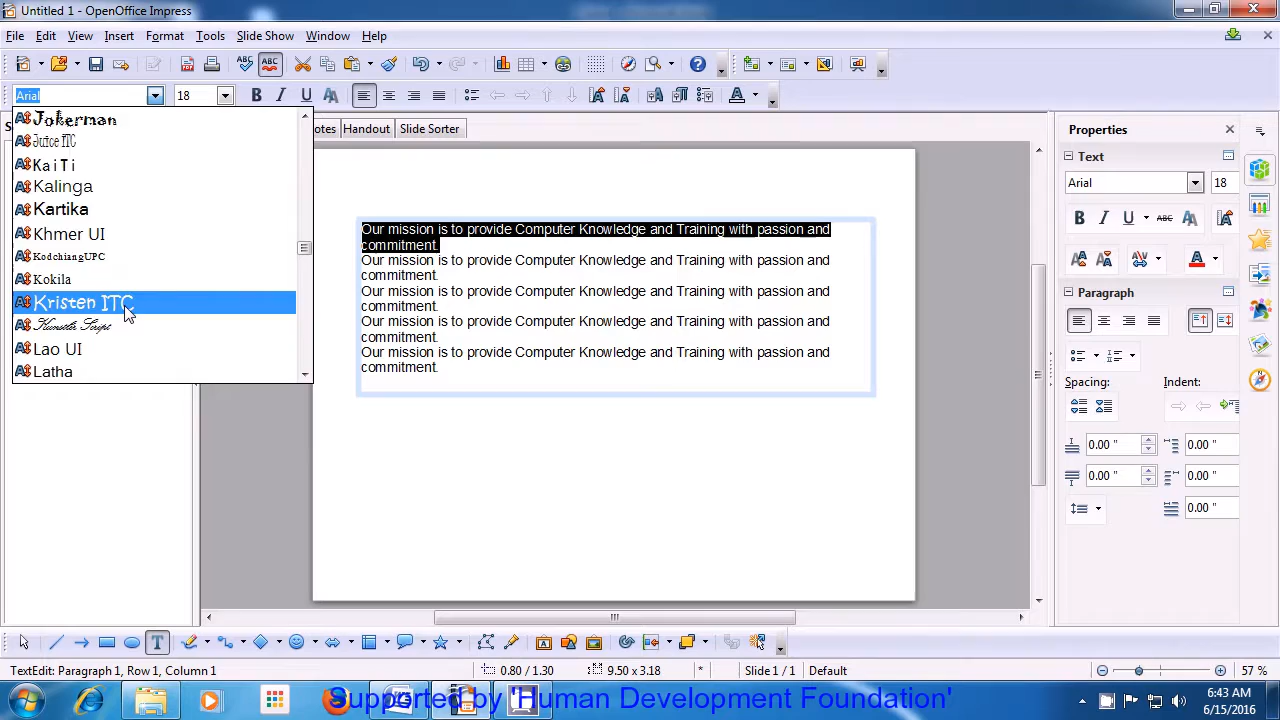 Untitled 1 - OpenOffice Impress
File Edit View Insert Format Tools Slide Show Window Help
Arial 18
Jokerman
Juice ITC
KaiTi
Kalinga
Kartika
Khmer UI
KodchiangUPC
Kokila
Kristen ITC
Kunstler Script
Lao UI
Latha
otes Handout Slide Sorter
Our mission is to provide Computer Knowledge and Training with passion and
commitment.
Our mission is to provide Computer Knowledge and Training with passion and
commitment.
Our mission is to provide Computer Knowledge and Training with passion and
commitment.
Our mission is to provide Computer Knowledge and Training with passion and
commitment.
Our mission is to provide Computer Knowledge and Training with passion and
commitment.
Properties
Text
Arial 18
Paragraph
Spacing: Indent:
0.00 " 0.00 "
0.00 " 0.00 "
0.00 "
TextEdit: Paragraph 1, Row 1, Column 1 0.80 / 1.30 9.50 x 3.18 * Slide 1 / 1 Default 57 %
Supported by 'Human Development Foundation'
6:43 AM
6/15/2016